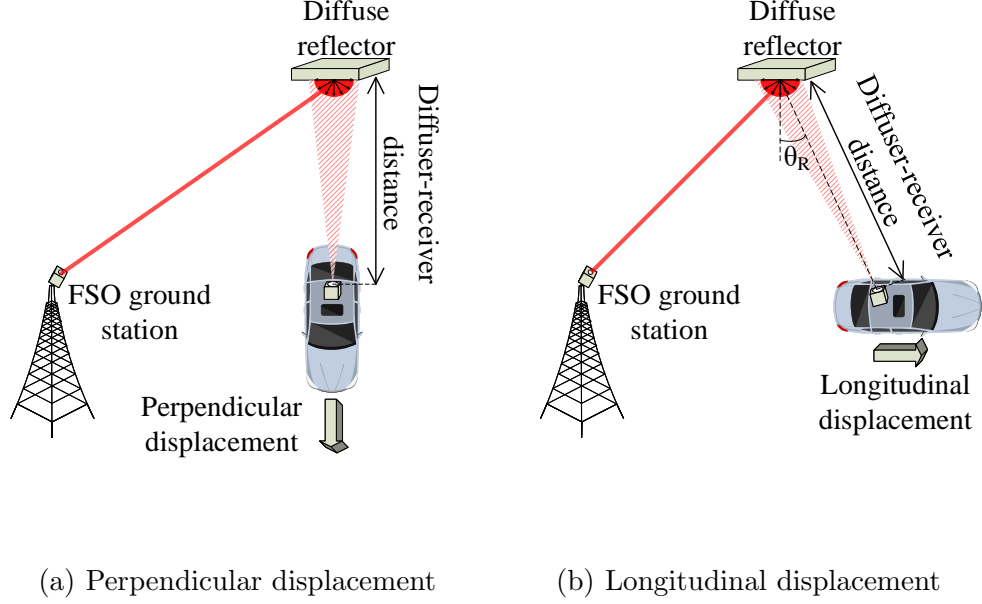 Diffuse
reflector
Diffuser-receiver
distance
FSO ground
station
Perpendicular
displacement
(a) Perpendicular displacement
Diffuse
reflector
Diffuser-receiver
distance
θR
FSO ground
station
Longitudinal
displacement
(b) Longitudinal displacement